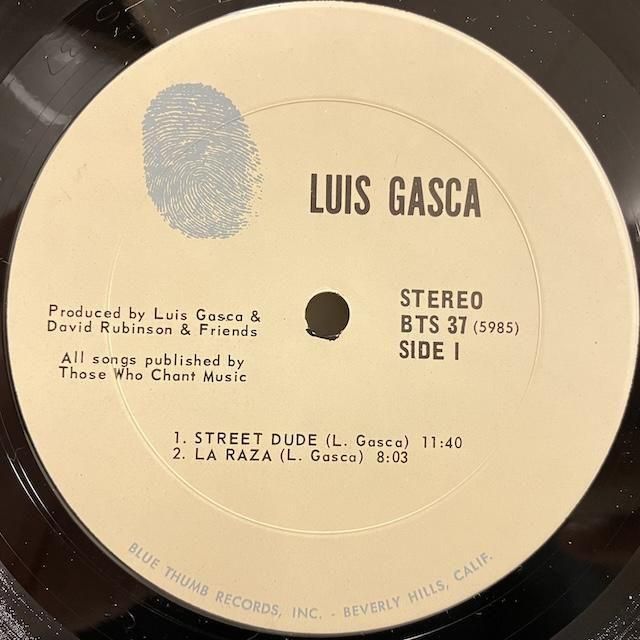 LUIS GASCA
Produced by Luis Gasca &
David Rubinson & Friends
All songs published by
Those Who Chant Music
STEREO
BTS 37 (5985)
SIDE I
1. STREET DUDE (L. Gasca) 11:40
2. LA RAZA (L. Gasca) 8:03
BLUE THUMB RECORDS, INC. - BEVERLY HILLS, CALIF.